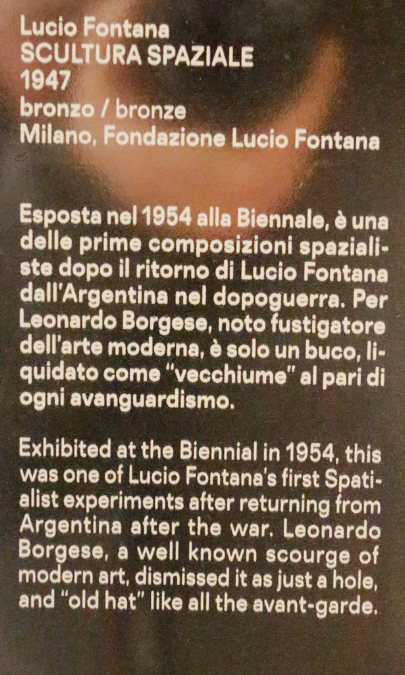 Lucio Fontana
SCULTURA SPAZIALE
1947
bronzo / bronze
Milano, Fondazione Lucio Fontana
Esposta nel 1954 alla Biennale, è una
delle prime composizioni spaziali-
ste dopo il ritorno di Lucio Fontana
dall'Argentina nel dopoguerra. Per
Leonardo Borgese, noto fustigatore
dell'arte moderna, è solo un buco, li-
quidato come "vecchiume" al pari di
ogni avanguardismo.
Exhibited at the Biennial in 1954, this
was one of Lucio Fontana's first Spati-
alist experiments after returning from
Argentina after the war. Leonardo
Borgese, a well known scourge of
modern art, dismissed it as just a hole,
and "old hat" like all the avant-garde.